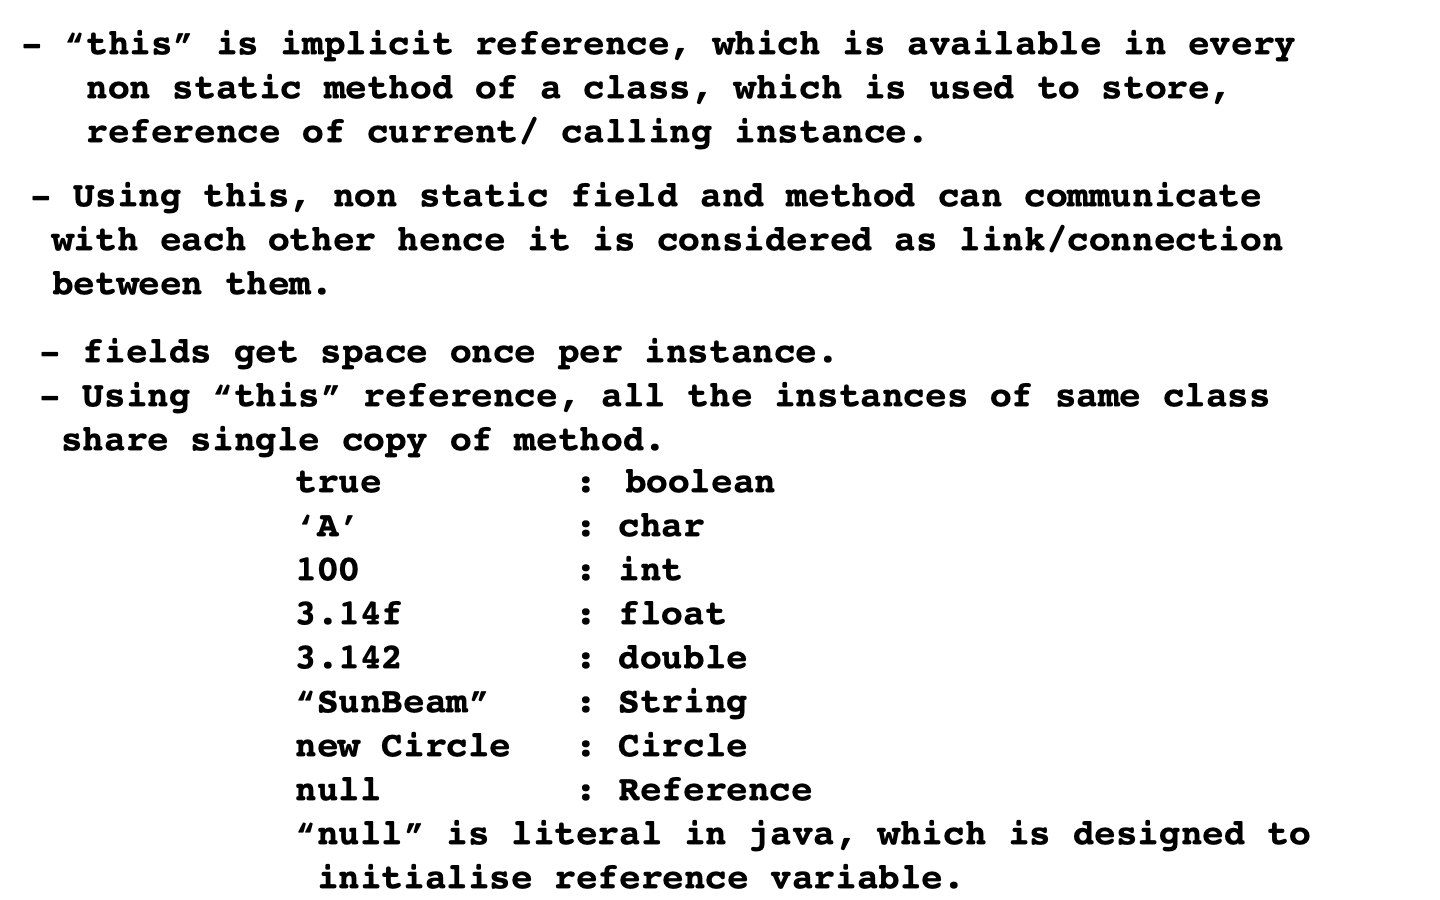 – “this” is implicit reference, which is available in every
non static method of a class, which is used to store,
reference of current/ calling instance.
– Using this, non static field and method can communicate
with each other hence it is considered as link/connection
between them.
– fields get space once per instance.
– Using “this” reference, all the instances of same class
share single copy of method.
true : boolean
‘A’ : char
100 : int
3.14f : float
3.142 : double
“SunBeam” : String
new Circle : Circle
null : Reference
“null” is literal in java, which is designed to
initialise reference variable.